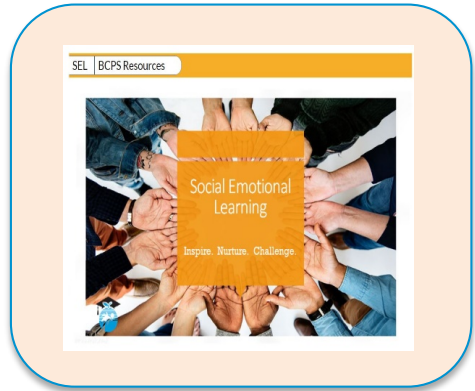 SEL BCPS Resources
Social Emotional
Learning
Inspire. Nurture. Challenge.